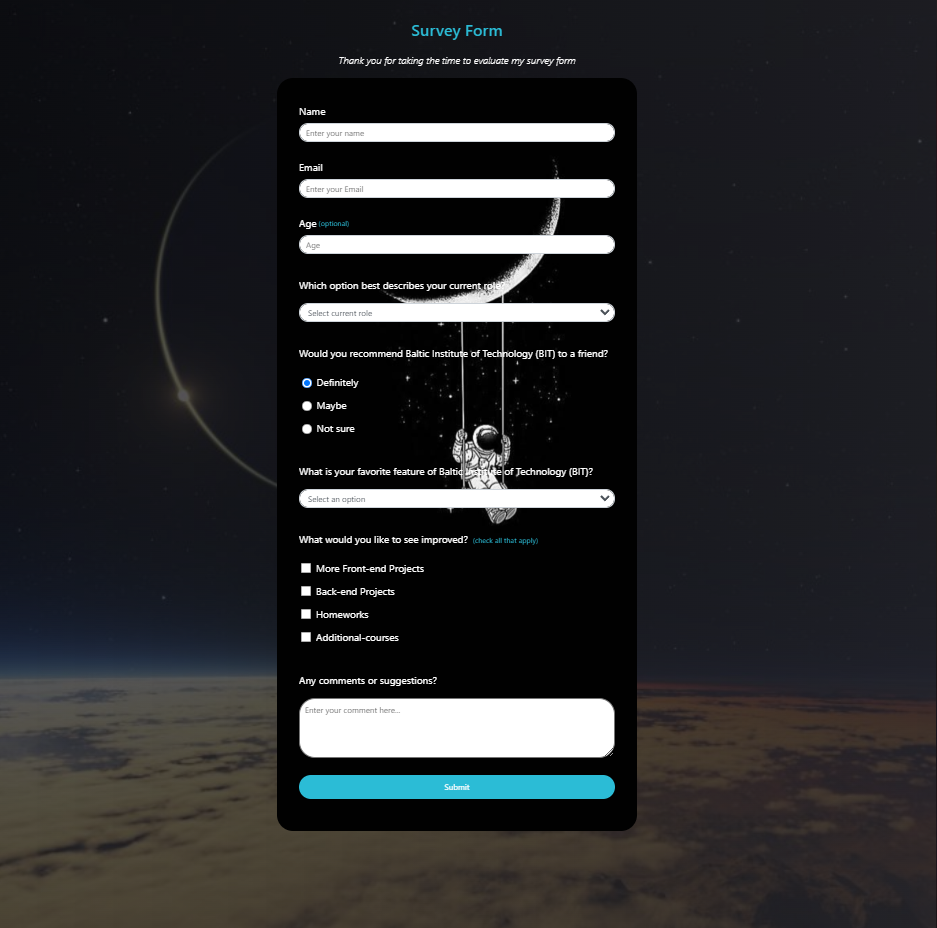 Survey Form
Thank you for taking the time to evaluate my survey form
Name
Enter your name
Email
Enter your Email
Age (optional)
Age
Which option best describes your current role?
Select current role
Would you recommend Baltic Institute of Technology (BIT) to a friend?
Definitely
Maybe
Not sure
What is your favorite feature of Baltic Institute of Technology (BIT)?
Select an option
What would you like to see improved? (check all that apply)
More Front-end Projects
Back-end Projects
Homeworks
Additional-courses
Any comments or suggestions?
Enter your comment here...
Submit